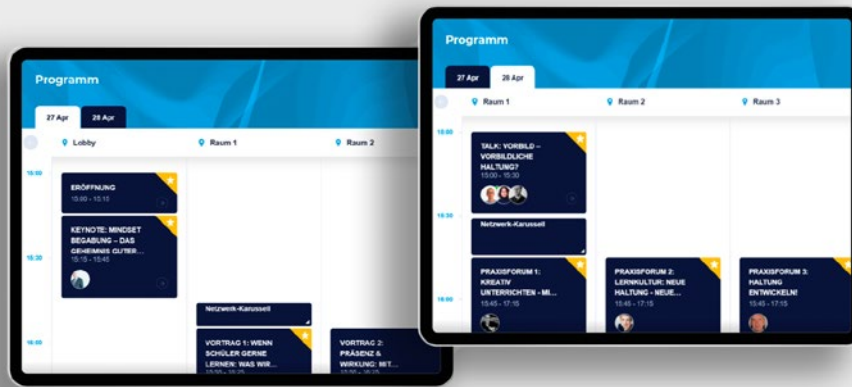 Programm
27 Apr
28 Apr
Lobby
Raum 1
Raum 2
15:00
ERÖFFNUNG
15:00 - 15:15
KEYNOTE: MINDSET
BEGABUNG – DAS
GEHEIMNIS GUTER...
15:15 - 15:45
15:30
Netzwerk-Karussell
16:00
VORTRAG 1: WENN
SCHÜLER GERNE
LERNEN: WAS WIR...
VORTRAG 2:
PRÄSENZ &
WIRKUNG: MIT...
Programm
27 Apr
28 Apr
Raum 1
Raum 2
Raum 3
15:00
TALK: VORBILD –
VORBILDLICHE
HALTUNG?
15:00 - 15:30
15:30
Netzwerk-Karussell
PRAXISFORUM 1:
KREATIV
UNTERRICHTEN - MI...
15:45 - 17:15
PRAXISFORUM 2:
LERNKULTUR: NEUE
HALTUNG - NEUE...
15:45 - 17:15
PRAXISFORUM 3:
HALTUNG
ENTWICKELN!
15:45 - 17:15
16:00